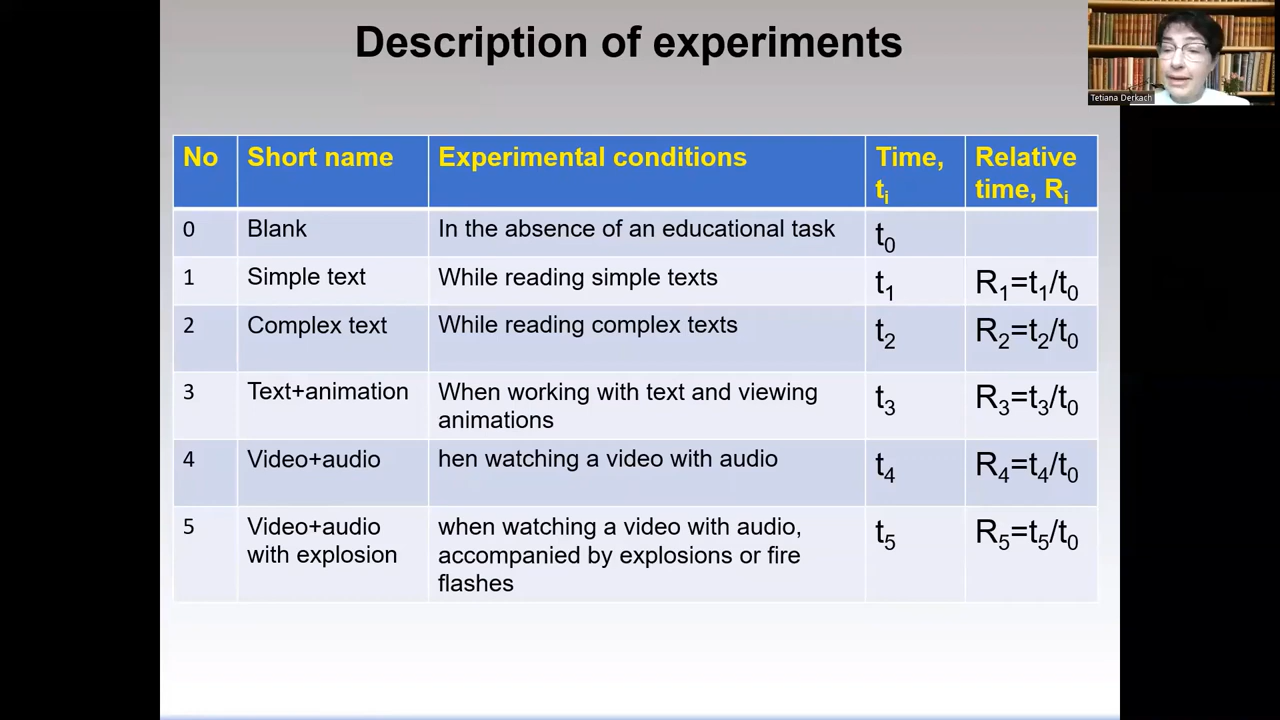 Description of experiments
Tetiana Derkach
No Short name Experimental conditions Time, Relative
ti time, Ri
0 Blank In the absence of an educational task t0
1 Simple text While reading simple texts t1 R1=t1/t0
2 Complex text While reading complex texts t2 R2=t2/t0
3 Text+animation When working with text and viewing t3 R3=t3/t0
animations
4 Video+audio hen watching a video with audio t4 R4=t4/t0
5 Video+audio when watching a video with audio, t5 R5=t5/t0
with explosion accompanied by explosions or fire
flashes